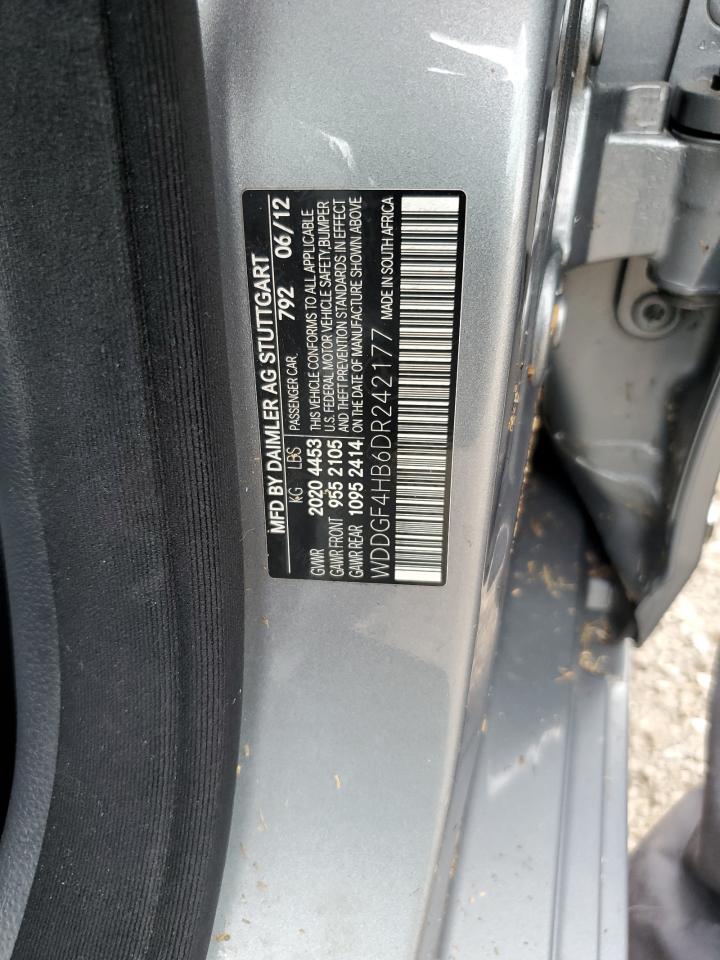 MFD BY DAIMLER AG STUTTGART
KG LBS PASSENGER CAR, 792 06/12
GWWR 2020 4453 THIS VEHICLE CONFORMS TO ALL APPLICABLE
GAWR FRONT 955 2105 U.S. FEDERAL MOTOR VEHICLE SAFETY, BUMPER
GAWR REAR 1095 2414 AND THEFT PREVENTION STANDARDS IN EFFECT
ON THE DATE OF MANUFACTURE SHOWN ABOVE
WDDGF4HB6DR242177 MADE IN SOUTH AFRICA